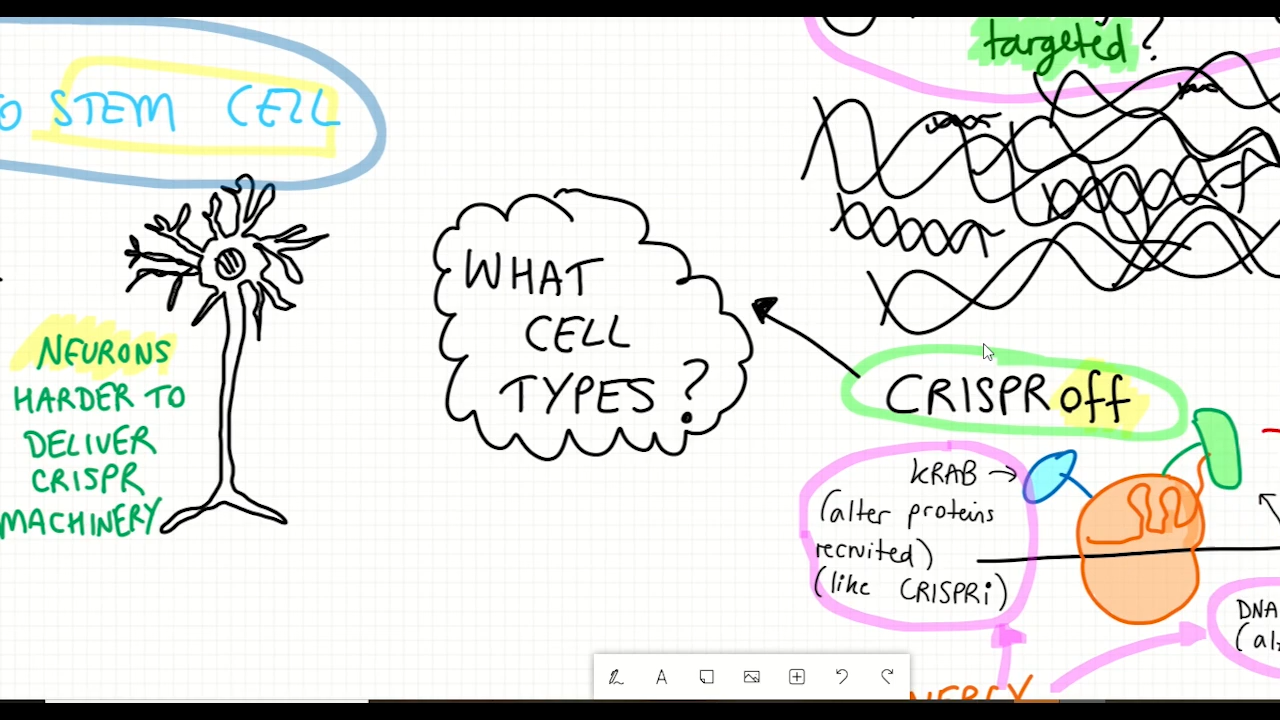 O STEM CELL
NEURONS
HARDER TO
DELIVER
CRISPR
MACHINERY
WHAT
CELL
TYPES?
targeted?
CRISPRoff
KRAB →
(alter proteins
recruited)
(like CRISPRi)
DNA
(al
A